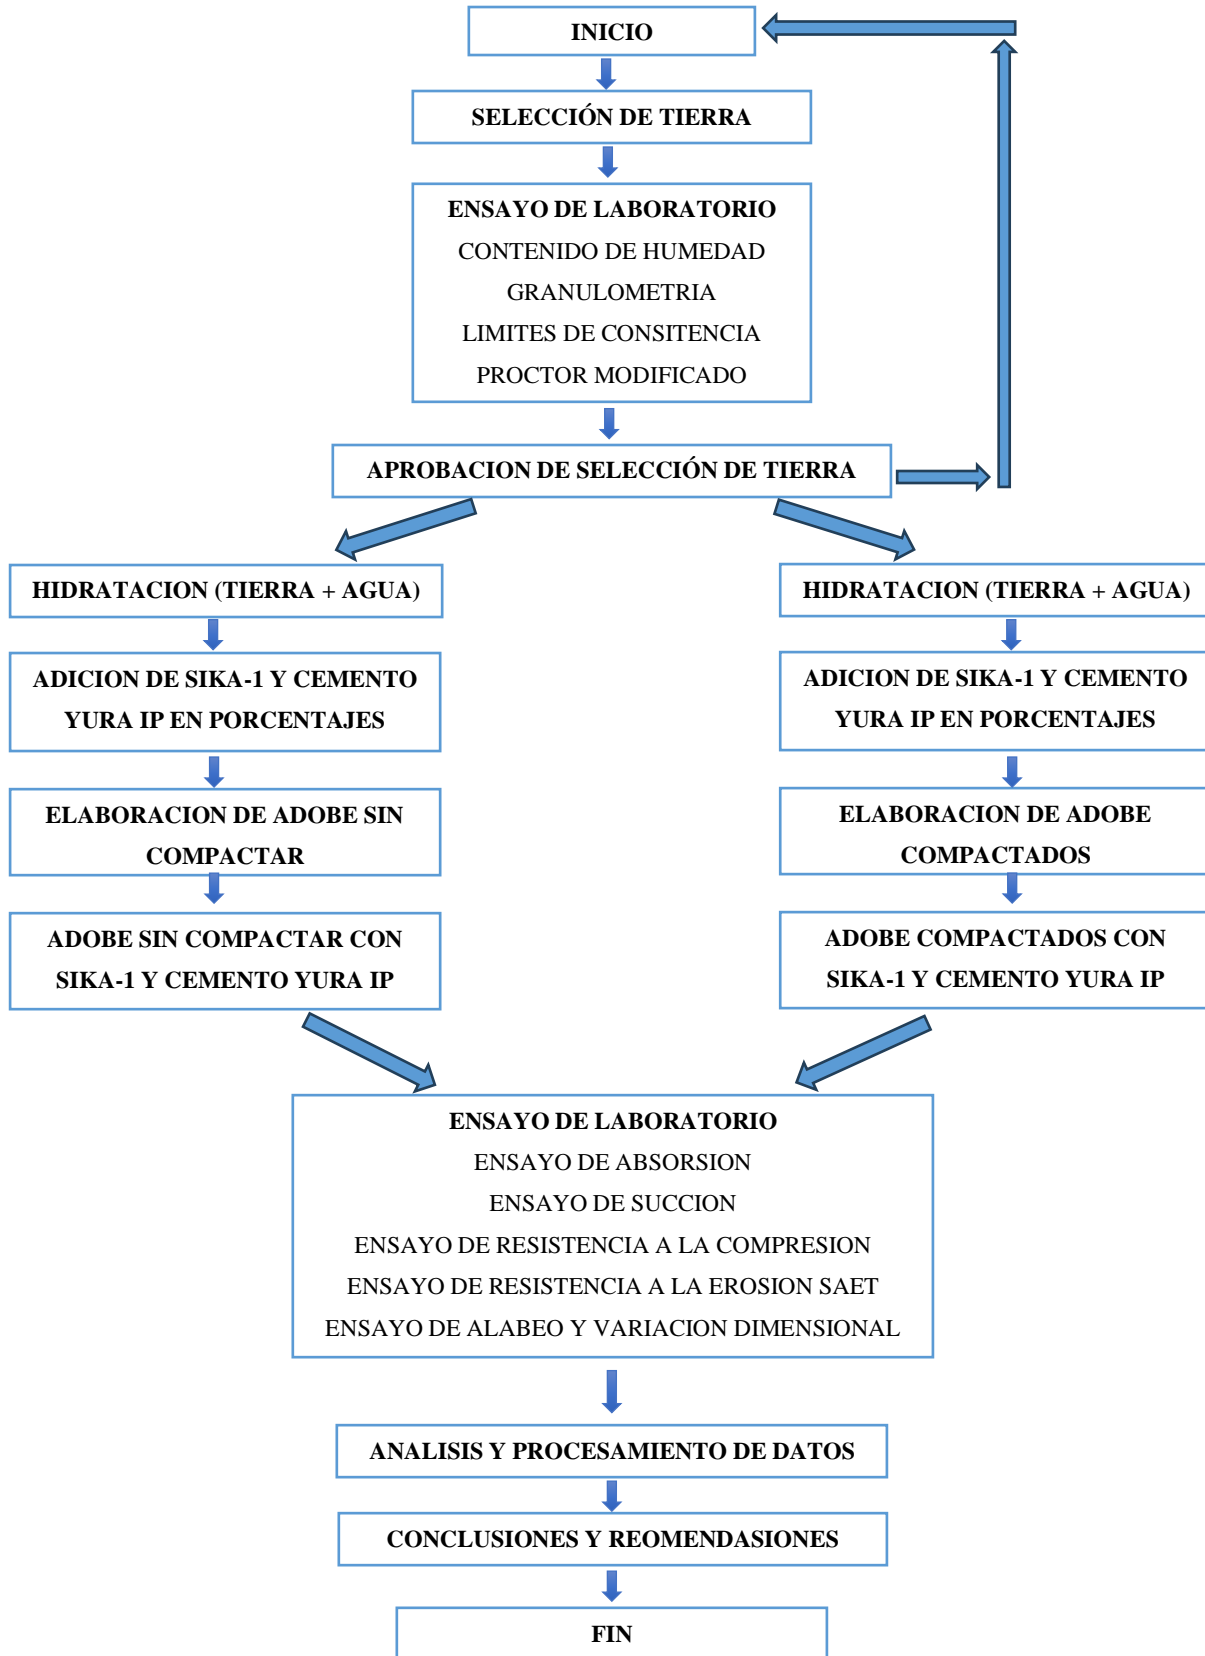 INICIO
SELECCIÓN DE TIERRA
ENSAYO DE LABORATORIO
CONTENIDO DE HUMEDAD
GRANULOMETRIA
LIMITES DE CONSITENCIA
PROCTOR MODIFICADO
APROBACION DE SELECCIÓN DE TIERRA
HIDRATACION (TIERRA + AGUA)
ADICION DE SIKA-1 Y CEMENTO
YURA IP EN PORCENTAJES
ELABORACION DE ADOBE SIN
COMPACTAR
ADOBE SIN COMPACTAR CON
SIKA-1 Y CEMENTO YURA IP
HIDRATACION (TIERRA + AGUA)
ADICION DE SIKA-1 Y CEMENTO
YURA IP EN PORCENTAJES
ELABORACION DE ADOBE
COMPACTADOS
ADOBE COMPACTADOS CON
SIKA-1 Y CEMENTO YURA IP
ENSAYO DE LABORATORIO
ENSAYO DE ABSORSION
ENSAYO DE SUCCION
ENSAYO DE RESISTENCIA A LA COMPRESION
ENSAYO DE RESISTENCIA A LA EROSION SAET
ENSAYO DE ALABEO Y VARIACION DIMENSIONAL
ANALISIS Y PROCESAMIENTO DE DATOS
CONCLUSIONES Y REOMENDASIONES
FIN